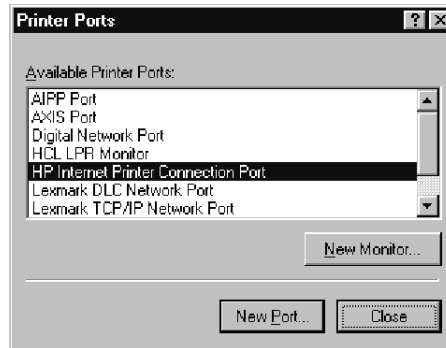 Printer Ports
Available Printer Ports:
AIPP Port
AXIS Port
Digital Network Port
HCL LPR Monitor
HP Internet Printer Connection Port
Lexmark DLC Network Port
Lexmark TCP/IP Network Port
New Monitor...
New Port...
Close